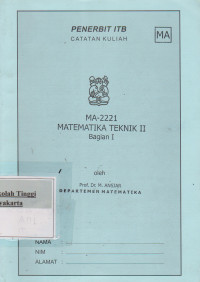 PENERBIT ITB
CATATAN KULIAH
MA
MA-2221
MATEMATIKA TEKNIK II
Bagian I
oleh
Prof. Dr. M. ANSJAR
DEPARTEMEN MATEMATIKA
kolah Tinggi
yakarta
NAMA :
NIM :
ALAMAT :